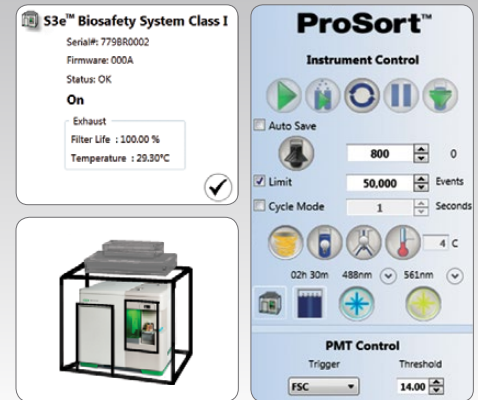 S3e™ Biosafety System Class I
Serial#: 779BR0002
Firmware: 000A
Status: OK
On
Exhaust
Filter Life : 100.00 %
Temperature : 29.30°C
ProSort™
Instrument Control
Auto Save
800 0
Limit 50,000 Events
Cycle Mode 1 Seconds
4 C
02h 30m 488nm 561nm
PMT Control
Trigger Threshold
FSC 14.00